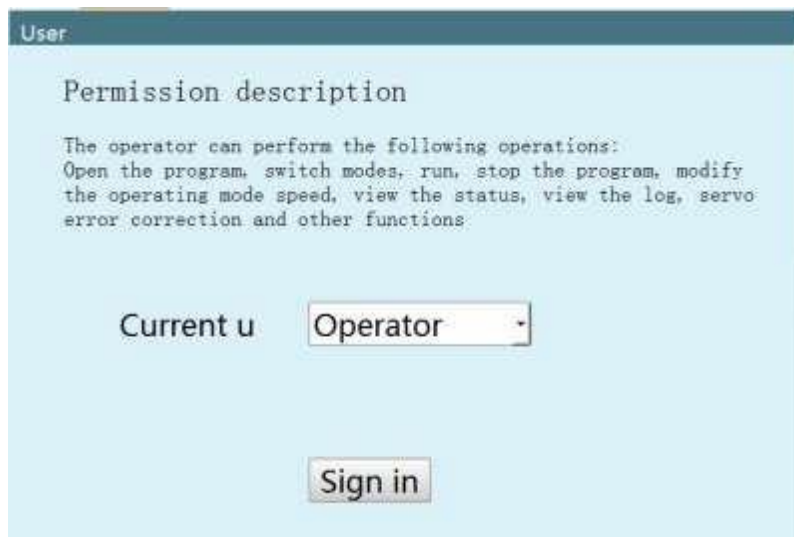 User
Permission description
The operator can perform the following operations:
Open the program, switch modes, run, stop the program, modify
the operating mode speed, view the status, view the log, servo
error correction and other functions
Current u
Operator
Sign in